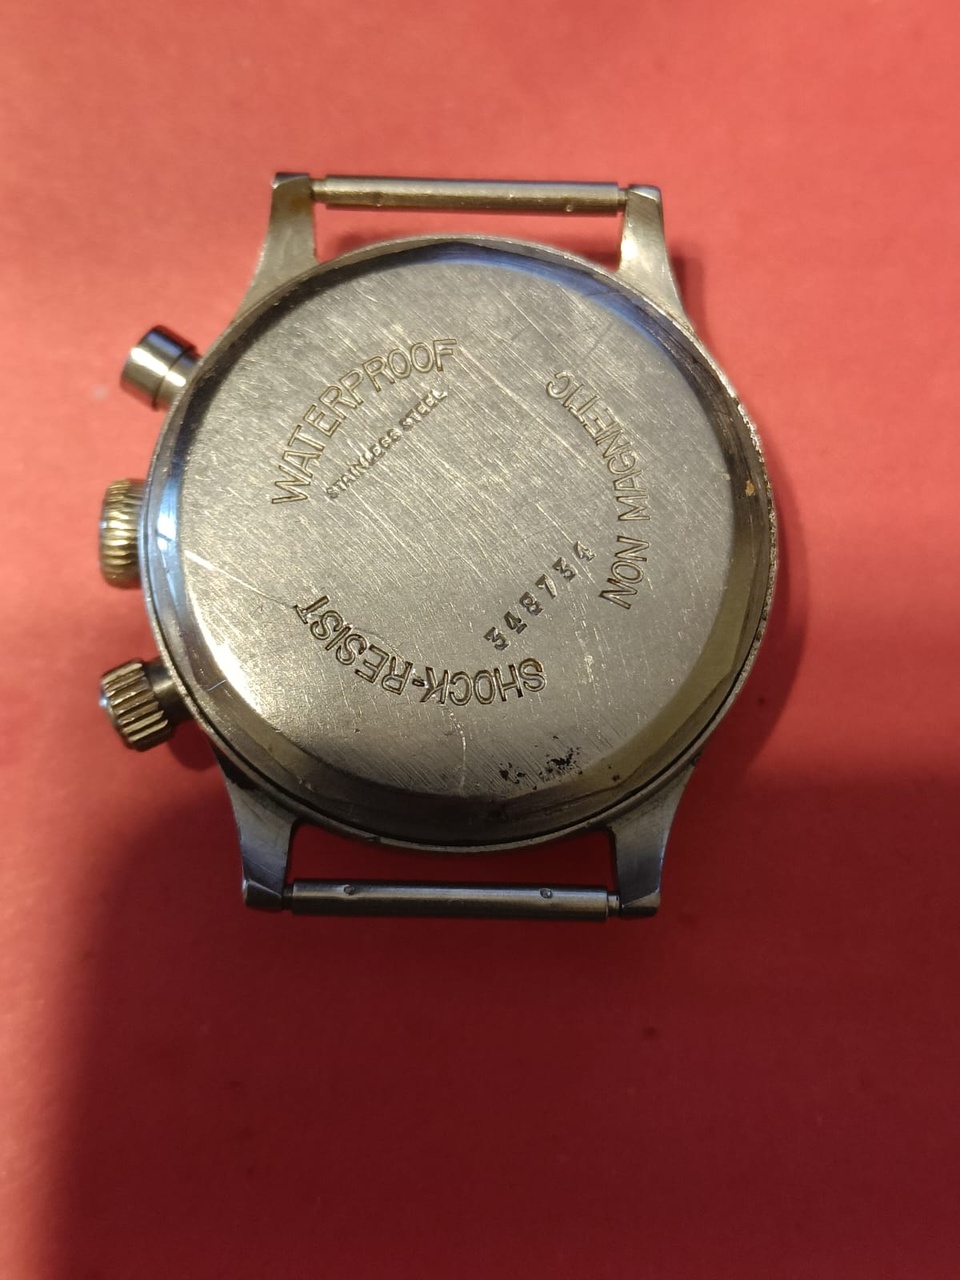 WATERPROOF
STAINLESS STEEL
NON MAGNETIC
348734
SHOCK-RESIST